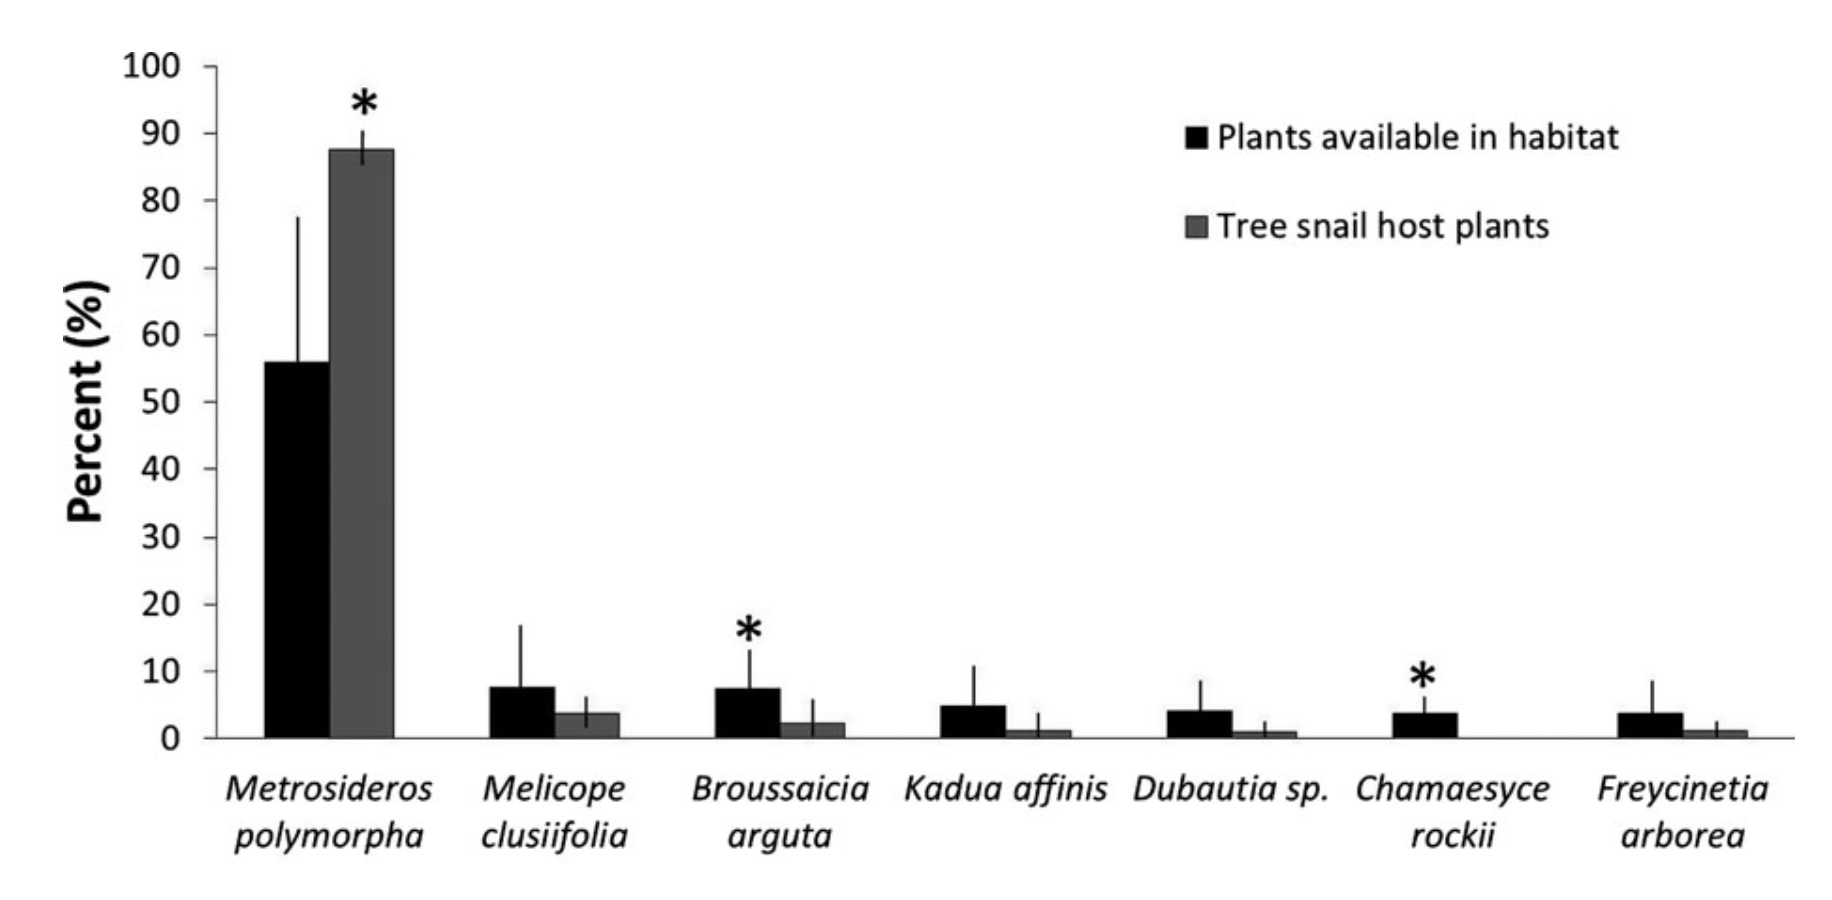 100
90
80
70
60
50
40
30
20
10
0
Percent (%)
*
*
*
Plants available in habitat
Tree snail host plants
Metrosideros
polymorpha
Melicope
clusiifolia
Broussaicia
arguta
Kadua affinis
Dubautia sp.
Chamaesyce
rockii
Freycinetia
arborea